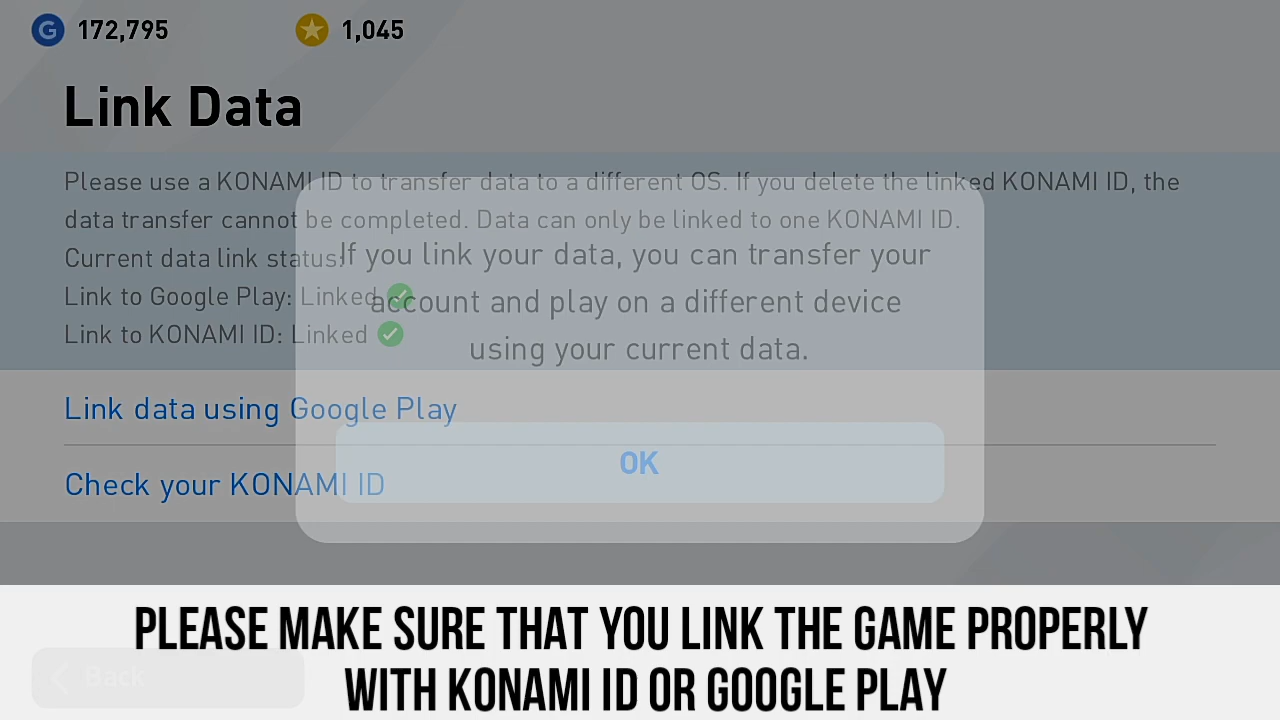 172,795
1,045
Link Data
Please use a KONAMI ID to transfer data to a different OS. If you delete the linked KONAMI ID, the
data transfer cannot be completed. Data can only be linked to one KONAMI ID.
Current data link status:
Link to Google Play: Linked
Link to KONAMI ID: Linked
If you link your data, you can transfer your
account and play on a different device
using your current data.
OK
Link data using Google Play
Check your KONAMI ID
Back
PLEASE MAKE SURE THAT YOU LINK THE GAME PROPERLY
WITH KONAMI ID OR GOOGLE PLAY